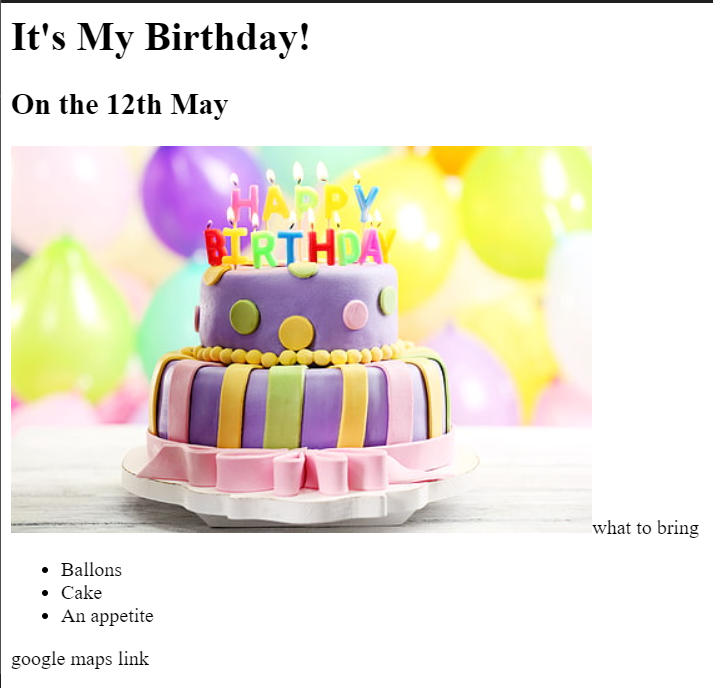 It's My Birthday!
On the 12th May
HAPPY
BIRTHDAY
what to bring
Ballons
Cake
An appetite
google maps link